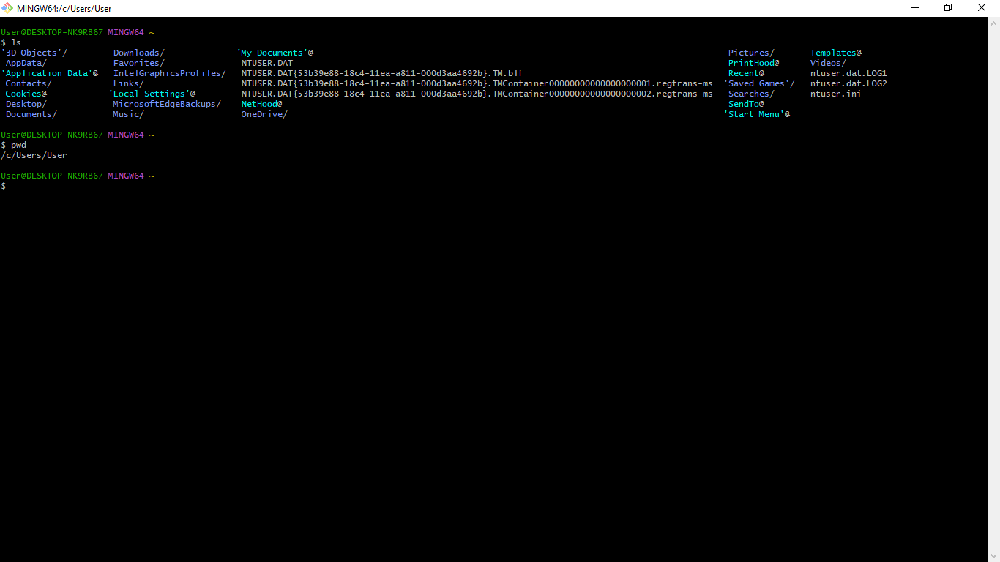 MINGW64:/c/Users/User
User@DESKTOP-NK9RB67 MINGW64 ~
$ ls
'3D Objects'/ Downloads/ 'My Documents'@ Pictures/ Templates@
AppData/ Favorites/ NTUSER.DAT PrintHood@ Videos/
'Application Data'@ IntelGraphicsProfiles/ NTUSER.DAT{53b39e88-18c4-11ea-a811-000d3aa4692b}.TM.blf Recent@ ntuser.dat.LOG1
Contacts/ Links/ NTUSER.DAT{53b39e88-18c4-11ea-a811-000d3aa4692b}.TMContainer00000000000000000001.regtrans-ms 'Saved Games'/ ntuser.dat.LOG2
Cookies@ 'Local Settings'@ NTUSER.DAT{53b39e88-18c4-11ea-a811-000d3aa4692b}.TMContainer00000000000000000002.regtrans-ms Searches/ ntuser.ini
Desktop/ MicrosoftEdgeBackups/ NetHood@ SendTo@
Documents/ Music/ OneDrive/ 'Start Menu'@
User@DESKTOP-NK9RB67 MINGW64 ~
$ pwd
/c/Users/User
User@DESKTOP-NK9RB67 MINGW64 ~
$